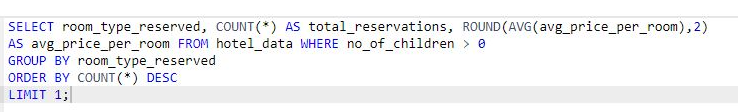 SELECT room_type_reserved, COUNT(*) AS total_reservations, ROUND(AVG(avg_price_per_room),2)
AS avg_price_per_room FROM hotel_data WHERE no_of_children > 0
GROUP BY room_type_reserved
ORDER BY COUNT(*) DESC
LIMIT 1;